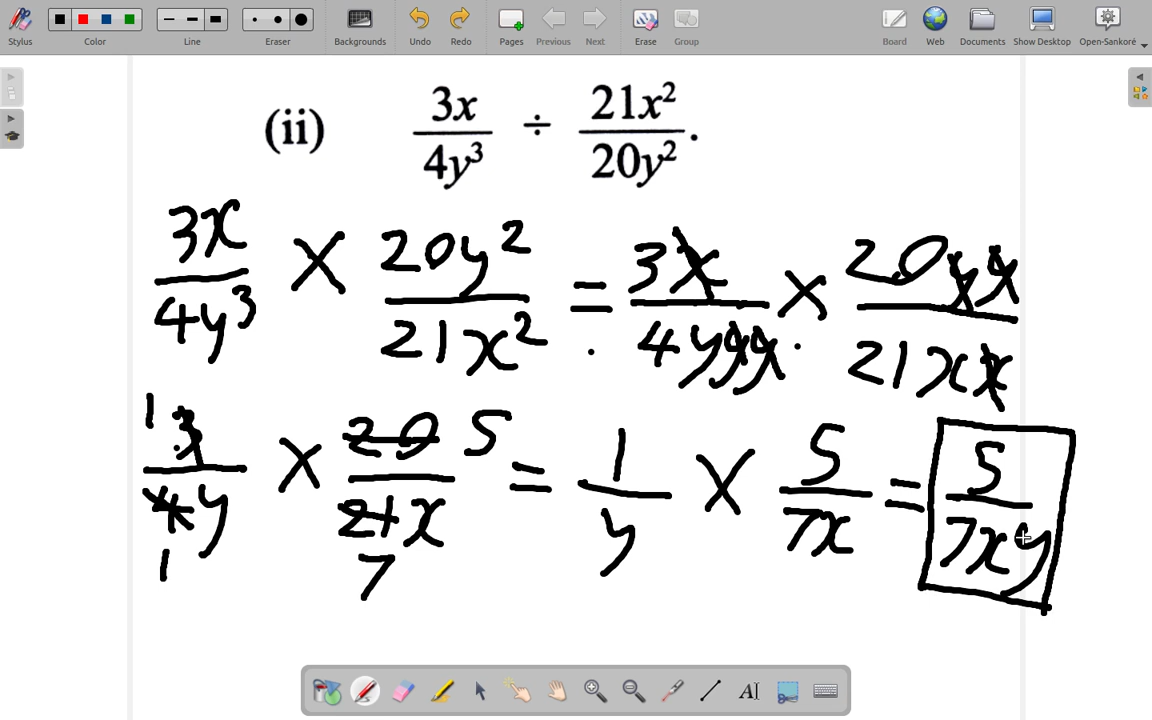 Stylus Color Line Eraser Backgrounds Undo Redo Pages Previous Next Erase Group Board Web Documents Show Desktop Open-Sankoré
(ii) 3x/4y³ ÷ 21x²/20y².
3x/4y³ × 20y²/21x² = 3x/4yyy × 20yy/21xx
1 3/4y 1 × 20 5/21x 7 = 1/y × 5/7x = 5/7xy
AI